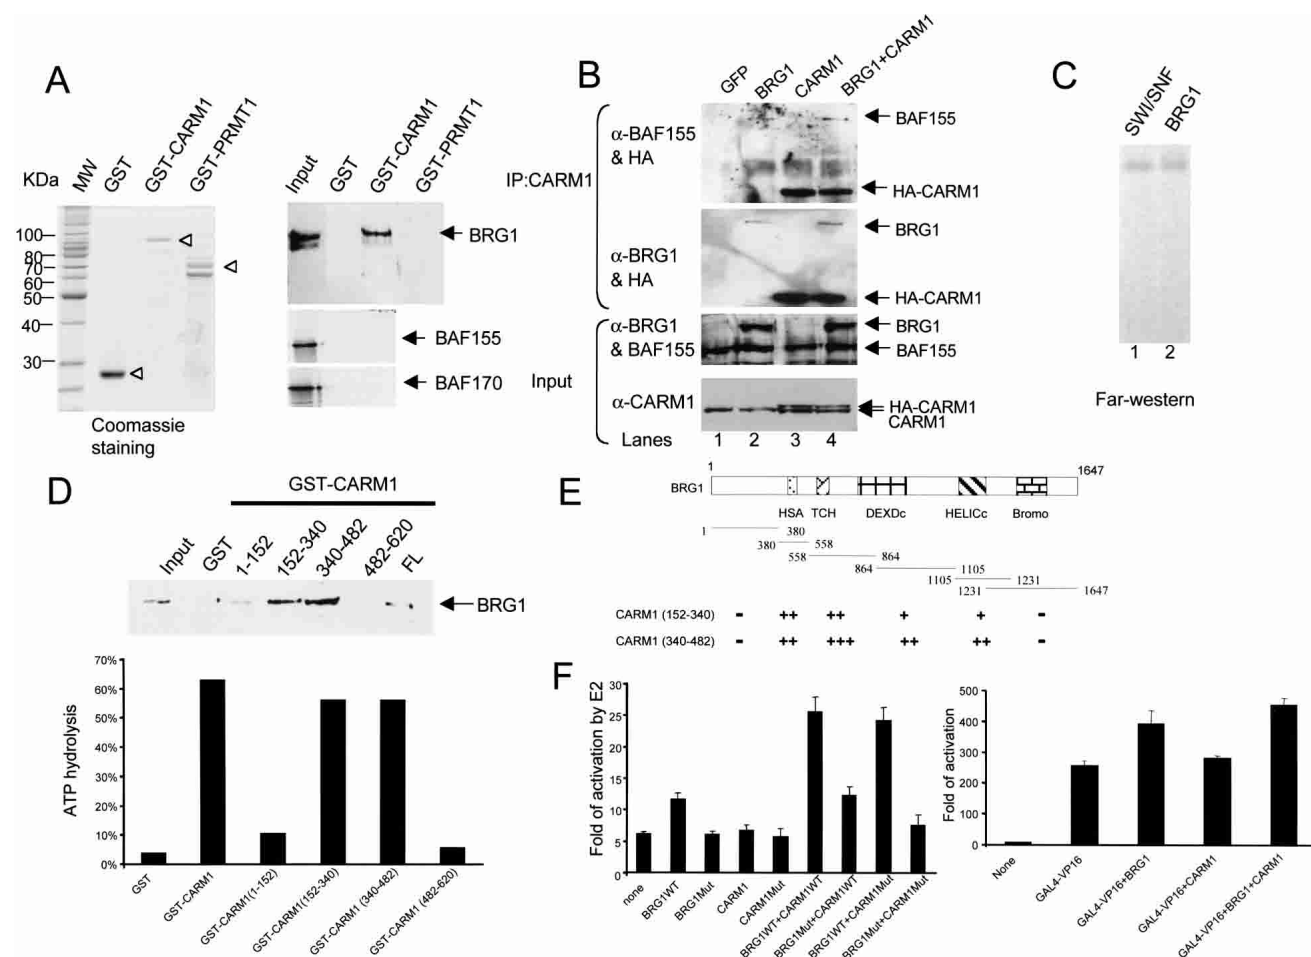 A
KDa
MW
GST
GST-CARM1
GST-PRMT1
100
80
70
60
50
40
30
Coomassie
staining
Input
GST
GST-CARM1
GST-PRMT1
BRG1
BAF155
BAF170
B
GFP
BRG1
CARM1
BRG1+CARM1
IP:CARM1
α-BAF155
& HA
BAF155
HA-CARM1
α-BRG1
& HA
BRG1
HA-CARM1
Input
α-BRG1
& BAF155
BRG1
BAF155
α-CARM1
HA-CARM1
CARM1
Lanes 1 2 3 4
C
SWI/SNF
BRG1
1 2
Far-western
D
GST-CARM1
Input
GST
1-152
152-340
340-482
482-620
FL
BRG1
ATP hydrolysis
70%
60%
50%
40%
30%
20%
10%
0%
GST
GST-CARM1
GST-CARM1(1-152)
GST-CARM1(152-340)
GST-CARM1 (340-482)
GST-CARM1 (482-620)
E
1 1647
BRG1
HSA TCH DEXDc HELICc Bromo
1 380
380 558
558 864
864 1105
1105 1231
1231 1647
CARM1 (152-340) - ++ ++ + + -
CARM1 (340-482) - ++ +++ ++ ++ -
F
Fold of activation by E2
30
25
20
15
10
5
0
none
BRG1WT
BRG1Mut
CARM1
CARM1Mut
BRG1WT+CARM1WT
BRG1Mut+CARM1WT
BRG1WT+CARM1Mut
BRG1Mut+CARM1Mut
Fold of activation
500
400
300
200
100
0
None
GAL4-VP16
GAL4-VP16+BRG1
GAL4-VP16+CARM1
GAL4-VP16+BRG1+CARM1